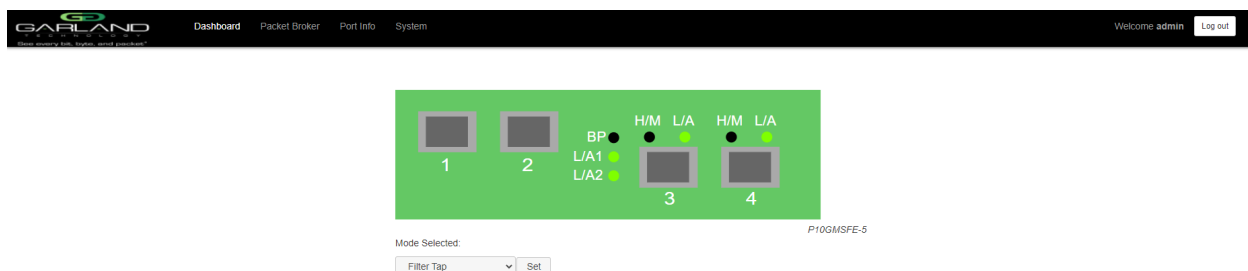 GARLAND
TECHNOLOGY
See every bit, byte, and packet®
Dashboard Packet Broker Port Info System Welcome admin Log out
H/M L/A H/M L/A
BP
L/A1
L/A2
1 2
3 4
P10GMSFE-5
Mode Selected:
Filter Tap Set